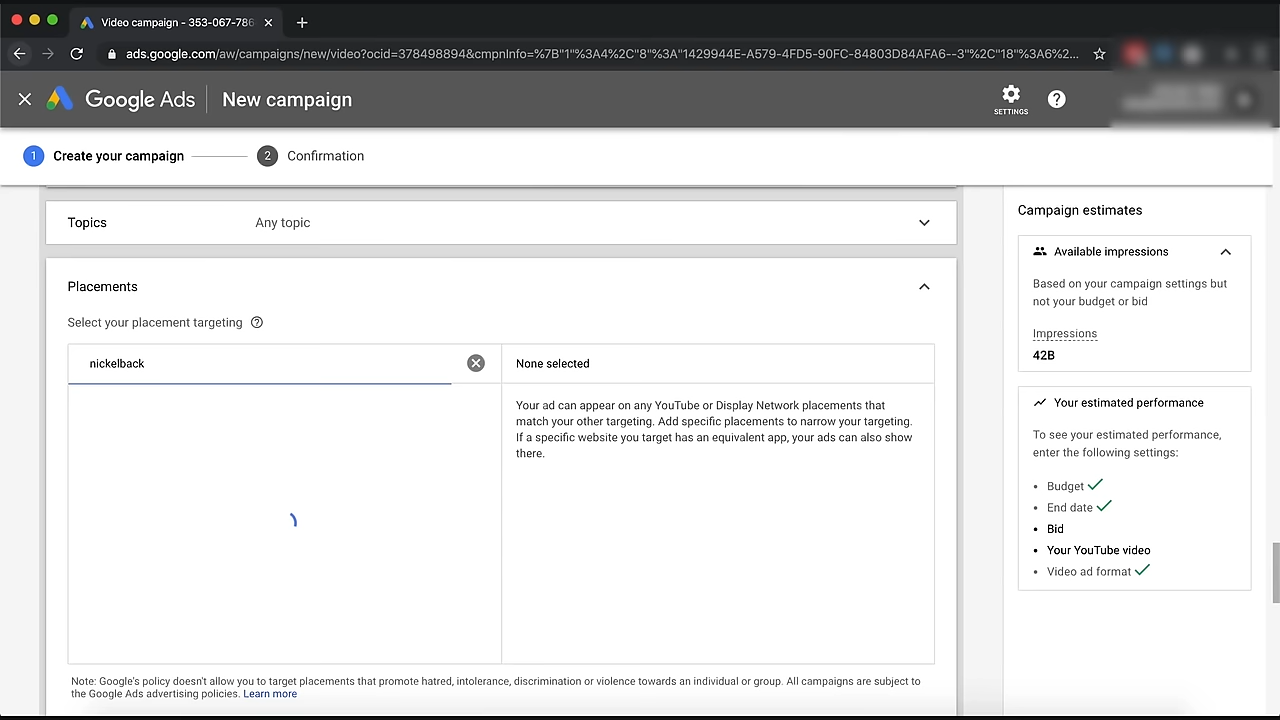 Video campaign - 353-067-786
ads.google.com/aw/campaigns/new/video?ocid=378498894&cmpnInfo=%7B"1"%3A4%2C"8"%3A"1429944E-A579-4FD5-90FC-84803D84AFA6--3"%2C"18"%3A6%2...
Google Ads New campaign
SETTINGS
1 Create your campaign 2 Confirmation
Topics Any topic
Placements
Select your placement targeting
nickelback
None selected
Your ad can appear on any YouTube or Display Network placements that
match your other targeting. Add specific placements to narrow your targeting.
If a specific website you target has an equivalent app, your ads can also show
there.
Note: Google's policy doesn't allow you to target placements that promote hatred, intolerance, discrimination or violence towards an individual or group. All campaigns are subject to
the Google Ads advertising policies. Learn more
Campaign estimates
Available impressions
Based on your campaign settings but
not your budget or bid
Impressions
42B
Your estimated performance
To see your estimated performance,
enter the following settings:
• Budget
• End date
• Bid
• Your YouTube video
• Video ad format